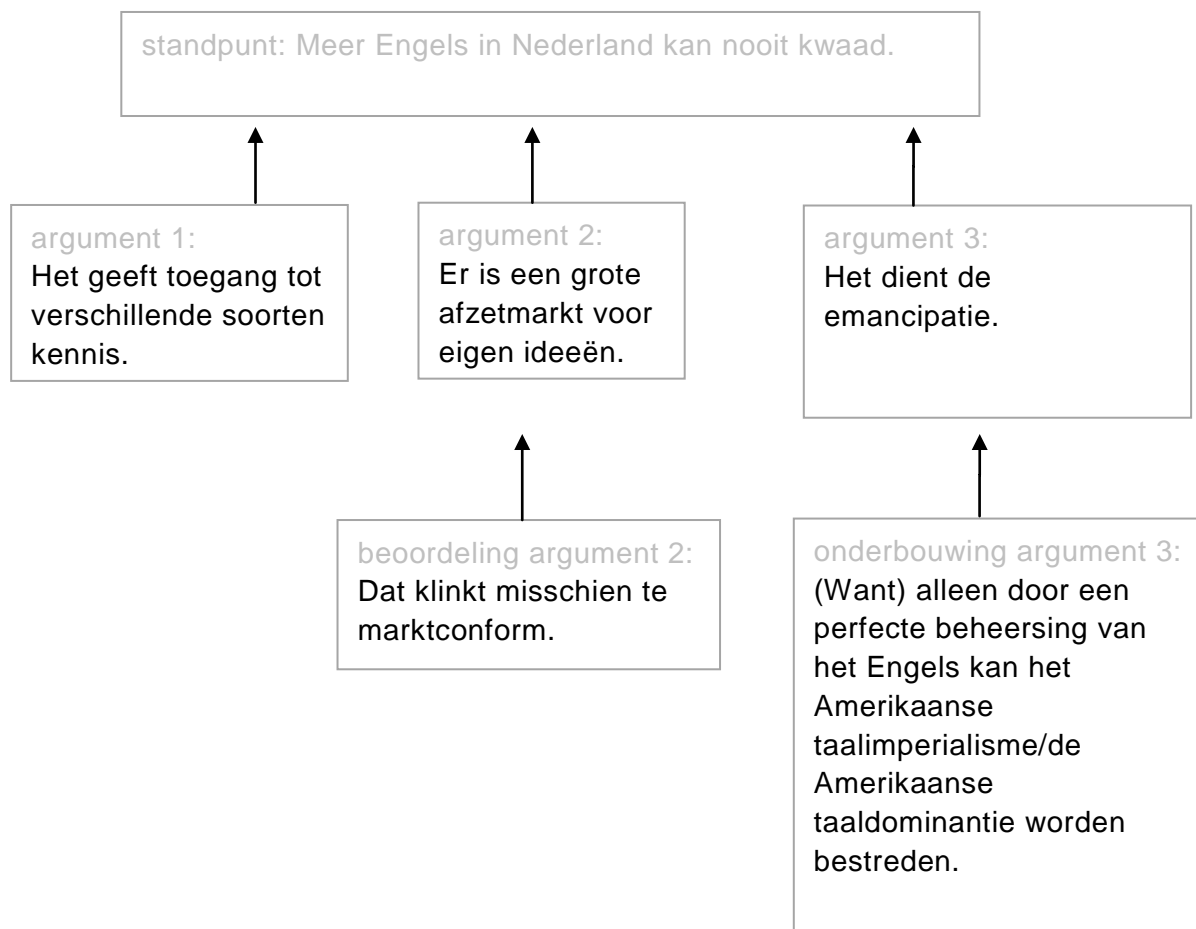 standpunt: Meer Engels in Nederland kan nooit kwaad.
argument 1:
Het geeft toegang tot
verschillende soorten
kennis.
argument 2:
Er is een grote
afzetmarkt voor
eigen ideeën.
argument 3:
Het dient de
emancipatie.
beoordeling argument 2:
Dat klinkt misschien te
marktconform.
onderbouwing argument 3:
(Want) alleen door een
perfecte beheersing van
het Engels kan het
Amerikaanse
taalimperialisme/de
Amerikaanse
taaldominantie worden
bestreden.